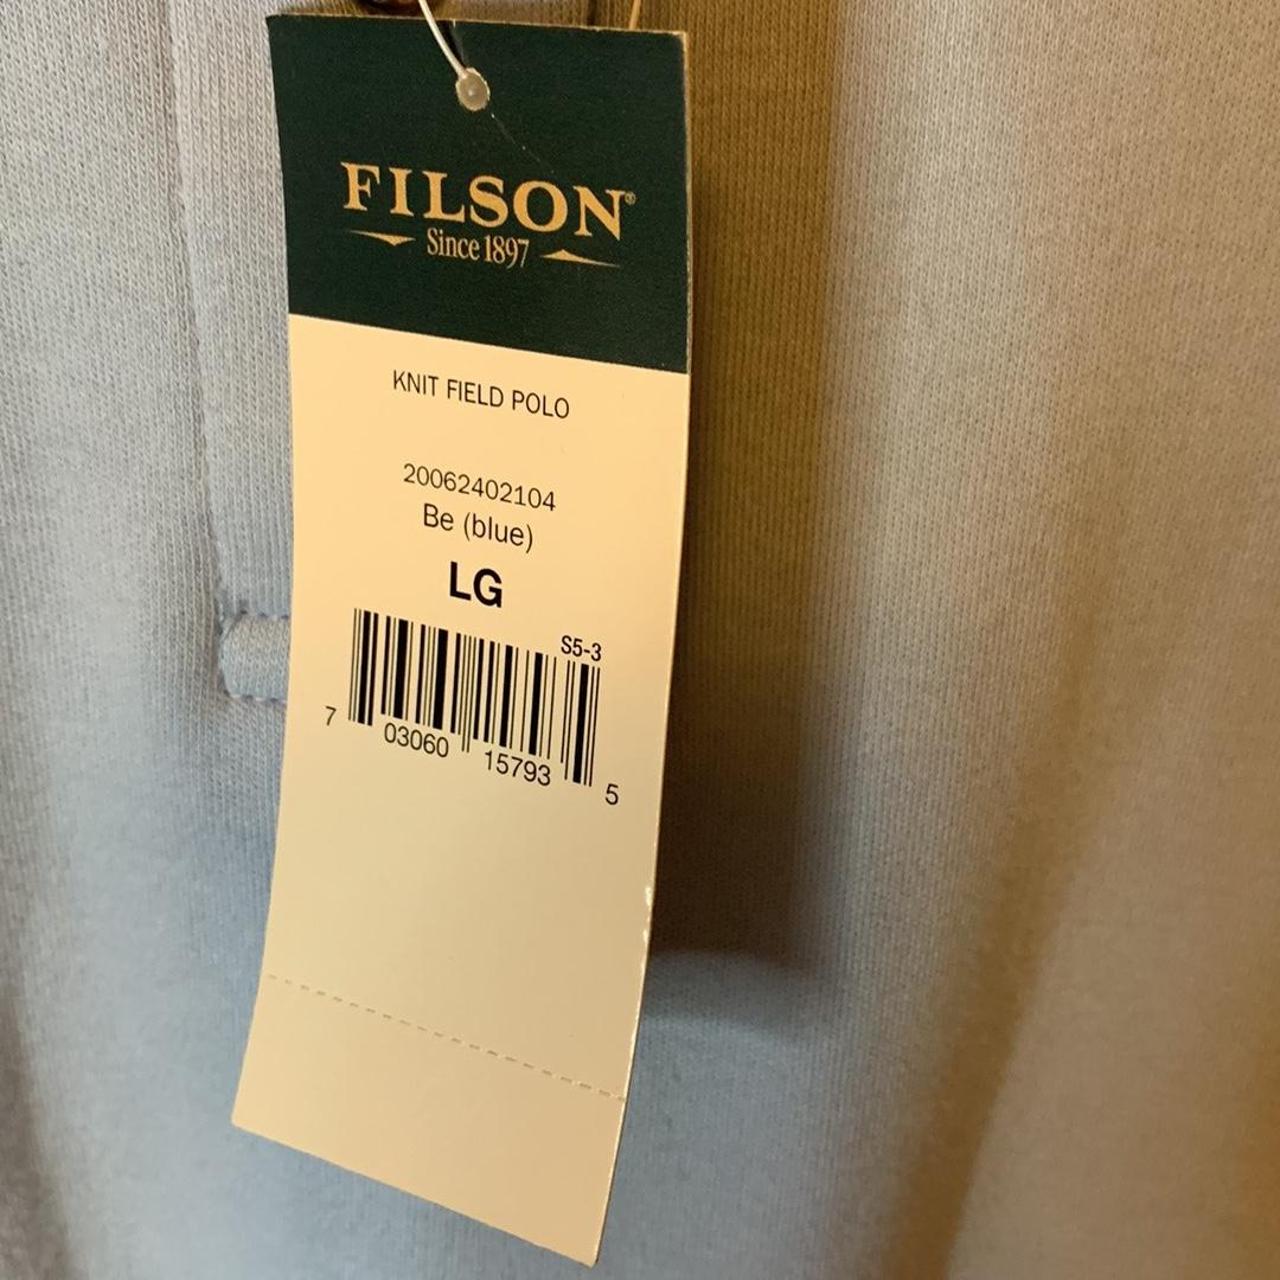 FILSON®
Since 1897
KNIT FIELD POLO
20062402104
Be (blue)
LG
S5-3
7 03060 15793 5